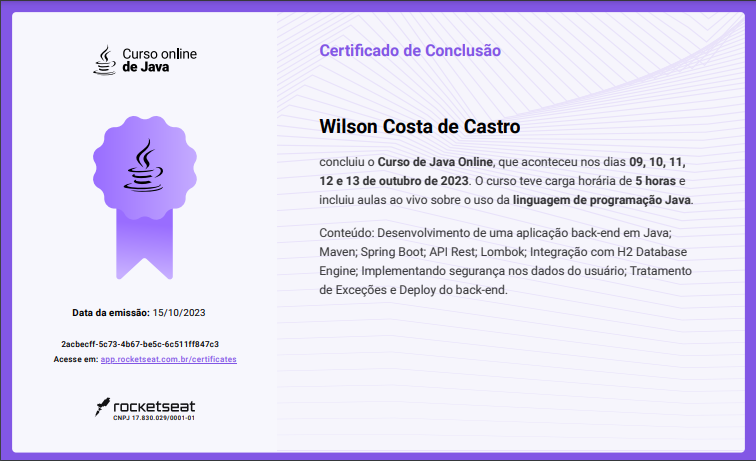 Curso online
de Java
Data da emissão: 15/10/2023
2acbecff-5c73-4b67-be5c-6c511ff847c3
Acesse em: app.rocketseat.com.br/certificates
rocketseat
CNPJ 17.830.029/0001-01
Certificado de Conclusão
Wilson Costa de Castro
concluiu o Curso de Java Online, que aconteceu nos dias 09, 10, 11,
12 e 13 de outubro de 2023. O curso teve carga horária de 5 horas e
incluiu aulas ao vivo sobre o uso da linguagem de programação Java.
Conteúdo: Desenvolvimento de uma aplicação back-end em Java;
Maven; Spring Boot; API Rest; Lombok; Integração com H2 Database
Engine; Implementando segurança nos dados do usuário; Tratamento
de Exceções e Deploy do back-end.